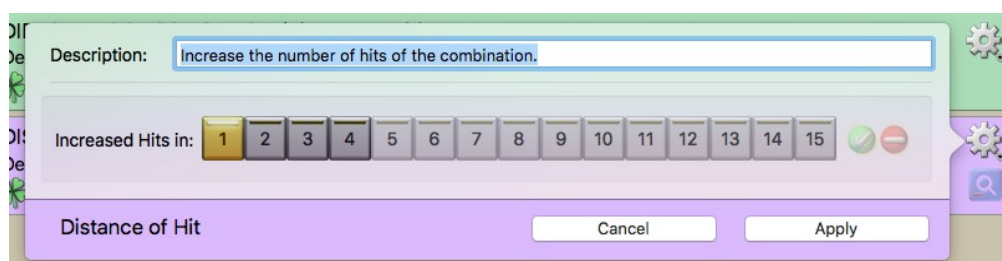 Description: Increase the number of hits of the combination.
Increased Hits in: 1 2 3 4 5 6 7 8 9 10 11 12 13 14 15
Distance of Hit Cancel Apply